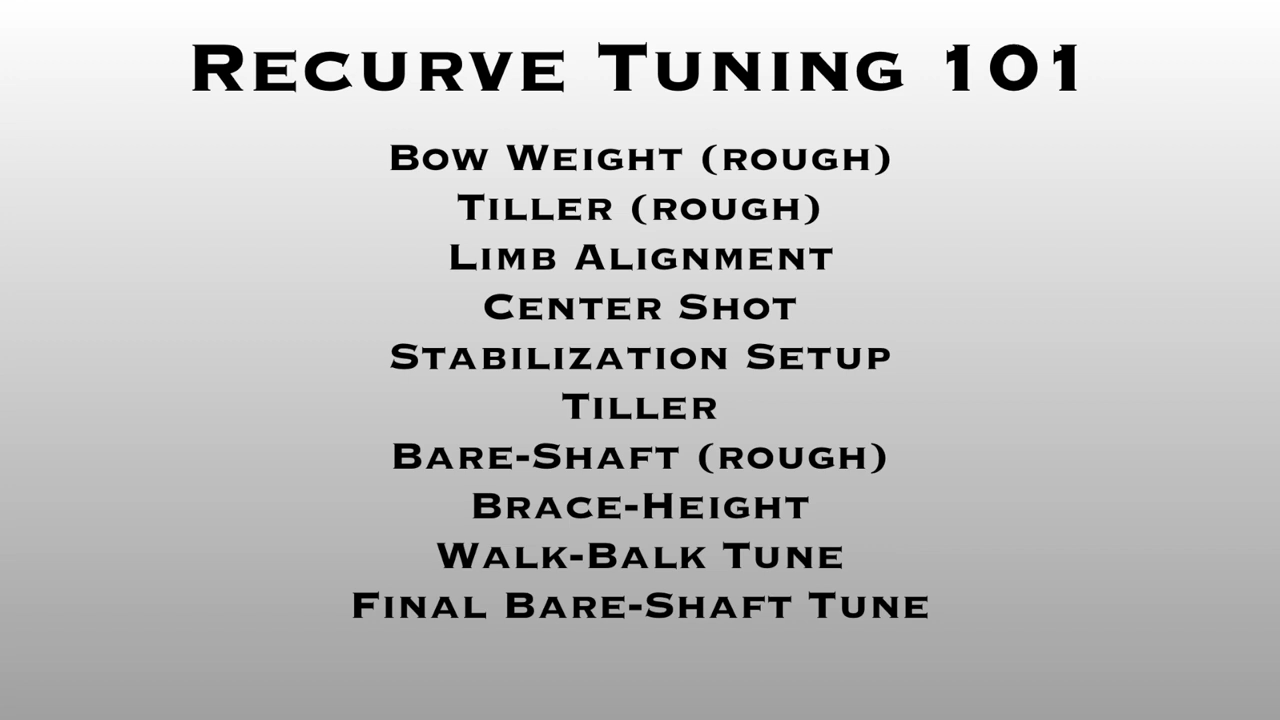 Recurve Tuning 101
Bow Weight (rough)
Tiller (rough)
Limb Alignment
Center Shot
Stabilization Setup
Tiller
Bare-Shaft (rough)
Brace-Height
Walk-Balk Tune
Final Bare-Shaft Tune